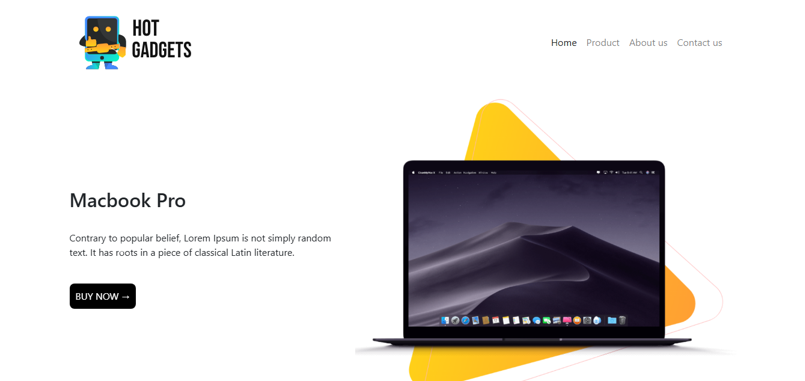 HOT
GADGETS
Home Product About us Contact us
Macbook Pro
Contrary to popular belief, Lorem Ipsum is not simply random
text. It has roots in a piece of classical Latin literature.
BUY NOW →